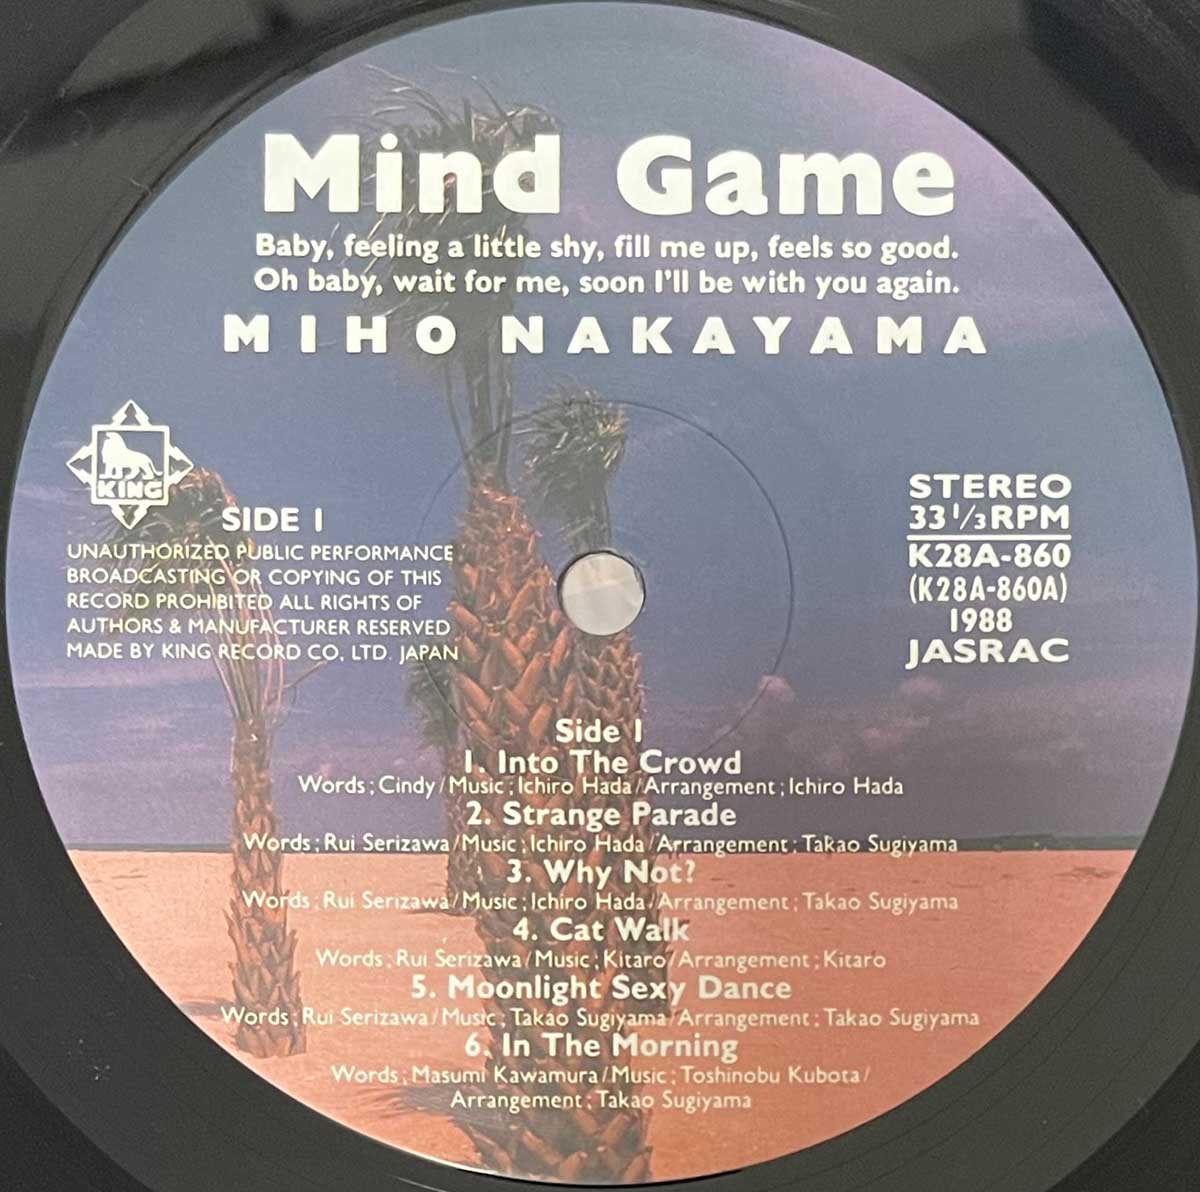 Mind Game
Baby, feeling a little shy, fill me up, feels so good.
Oh baby, wait for me, soon I'll be with you again.
MIHO NAKAYAMA
KING
SIDE 1
UNAUTHORIZED PUBLIC PERFORMANCE
BROADCASTING OR COPYING OF THIS
RECORD PROHIBITED ALL RIGHTS OF
AUTHORS & MANUFACTURER RESERVED
MADE BY KING RECORD CO, LTD. JAPAN
STEREO
33 1/3 RPM
K28A-860
(K28A-860A)
1988
JASRAC
Side 1
1. Into The Crowd
Words ; Cindy / Music ; Ichiro Hada / Arrangement ; Ichiro Hada
2. Strange Parade
Words ; Rui Serizawa / Music ; Ichiro Hada / Arrangement ; Takao Sugiyama
3. Why Not?
Words ; Rui Serizawa / Music ; Ichiro Hada / Arrangement ; Takao Sugiyama
4. Cat Walk
Words ; Rui Serizawa / Music ; Kitaro / Arrangement ; Kitaro
5. Moonlight Sexy Dance
Words ; Rui Serizawa / Music ; Takao Sugiyama / Arrangement ; Takao Sugiyama
6. In The Morning
Words ; Masumi Kawamura / Music ; Toshinobu Kubota /
Arrangement ; Takao Sugiyama